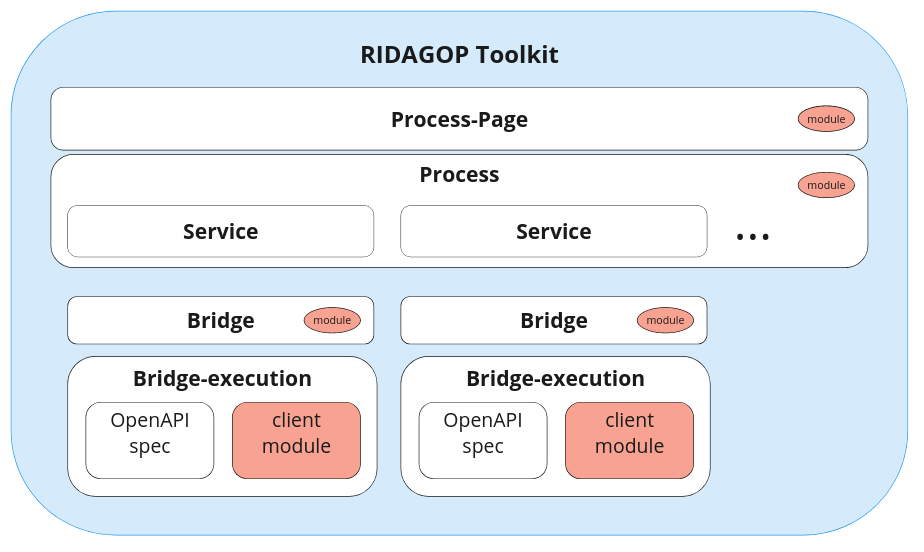 RIDAGOP Toolkit
Process-Page
module
Process
module
Service
Service
...
Bridge
module
Bridge
module
Bridge-execution
Bridge-execution
OpenAPI
spec
client
module
OpenAPI
spec
client
module